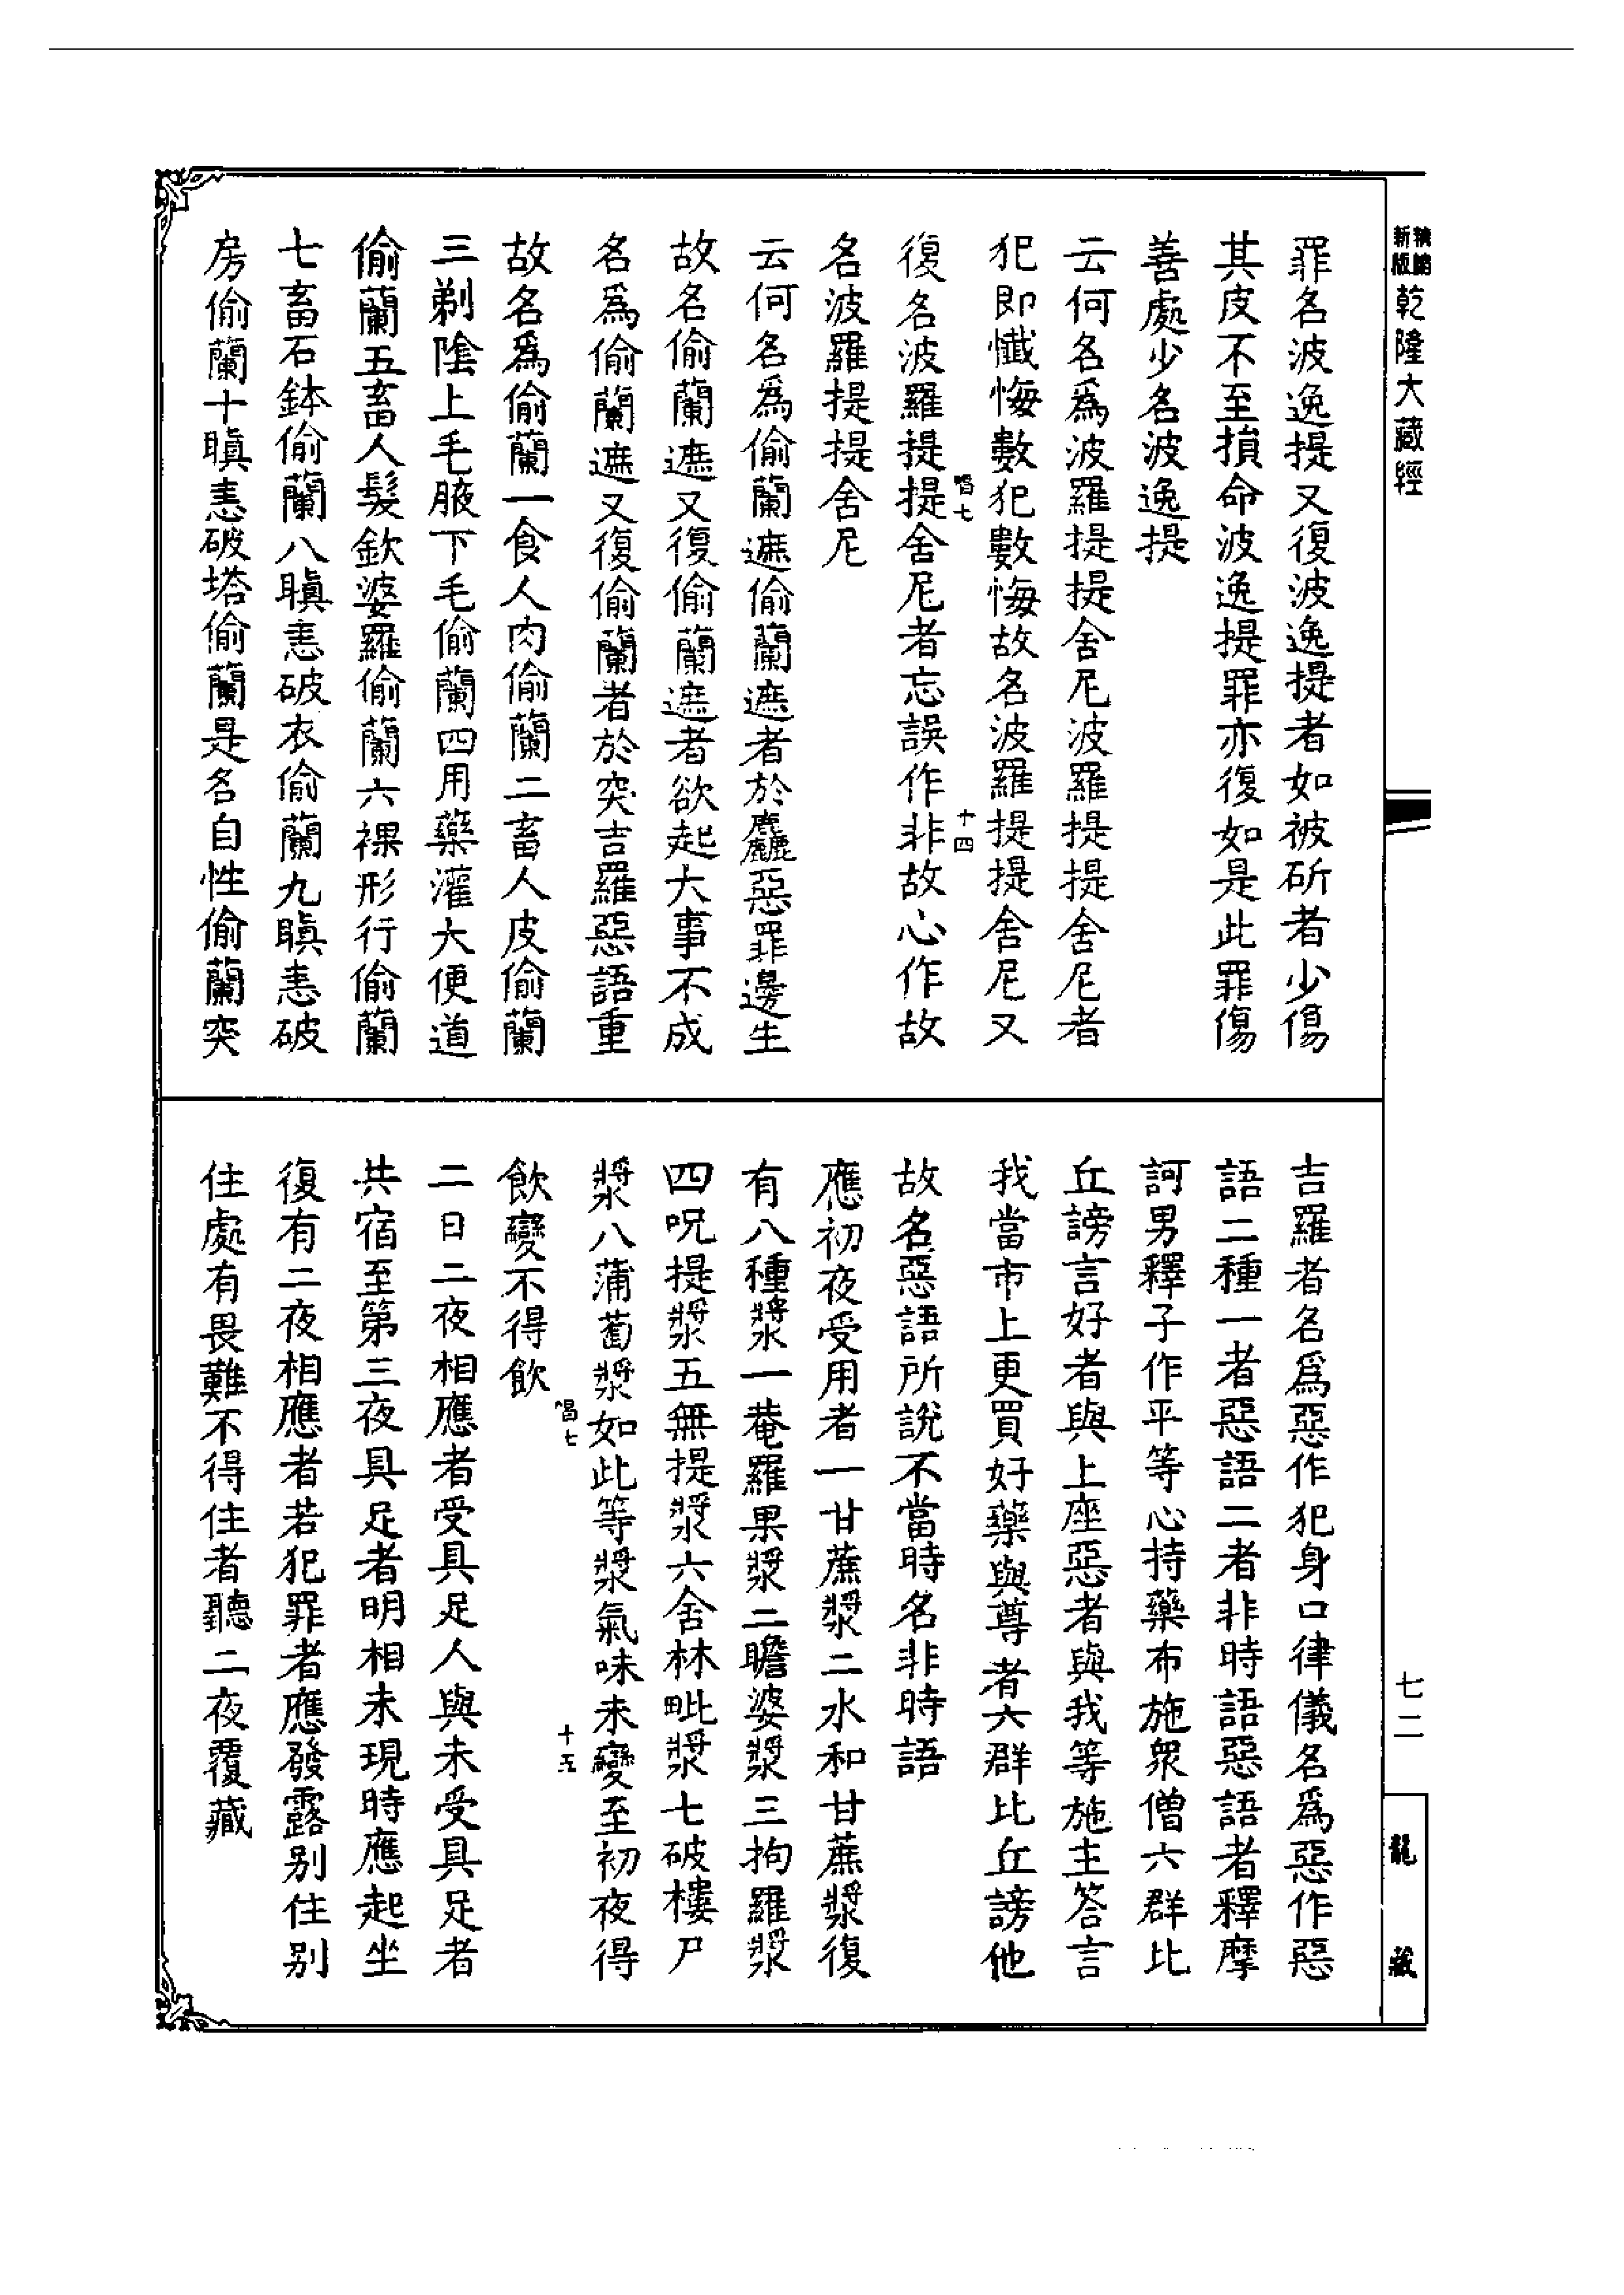 新版
乾隆大藏經
罪名波逸提又復波逸提者如被斫者少傷
其皮不至損命波逸提罪亦復如是此罪傷
善處少名波逸提
云何名爲波羅提提舍尼波羅提提舍尼者
犯即懺悔數犯數悔故名波羅提提舍尼又
唱七 十四
復名波羅提提舍尼者忘誤作非故心作故
名波羅提提舍尼
云何名爲偷蘭遮偷蘭遮者於麤惡罪邊生
故名偷蘭遮又復偷蘭遮者欲起大事不成
名爲偷蘭遮又復偷蘭者於突吉羅惡語重
故名爲偷蘭一食人肉偷蘭二畜人皮偷蘭
三剃陰上毛腋下毛偷蘭四用藥灌大便道
偷蘭五畜人髮欽婆羅偷蘭六裸形行偷蘭
七畜石鉢偷蘭八瞋恚破衣偷蘭九瞋恚破
房偷蘭十瞋恚破塔偷蘭是名自性偷蘭突
吉羅者名爲惡作犯身口律儀名爲惡作惡
語二種一者惡語二者非時語惡語者釋摩
訶男釋子作平等心持藥布施衆僧六群比
丘謗言好者與上座惡者與我等施主答言
我當市上更買好藥與尊者六群比丘謗他
故名惡語所說不當時名非時語
應初夜受用者一甘蔗漿二水和甘蔗漿復
有八種漿一菴羅果漿二瞻婆漿三拘羅漿
四呪提漿五無提漿六舍林毗漿七破樓尸
漿八蒲萄漿如此等漿氣味未變至初夜得
唱七 十五
飲變不得飲
二日二夜相應者受具足人與未受具足者
共宿至第三夜具足者明相未現時應起坐
復有二夜相應者若犯罪者應發露別住別
住處有畏難不得住者聽二夜覆藏
七二
龍藏